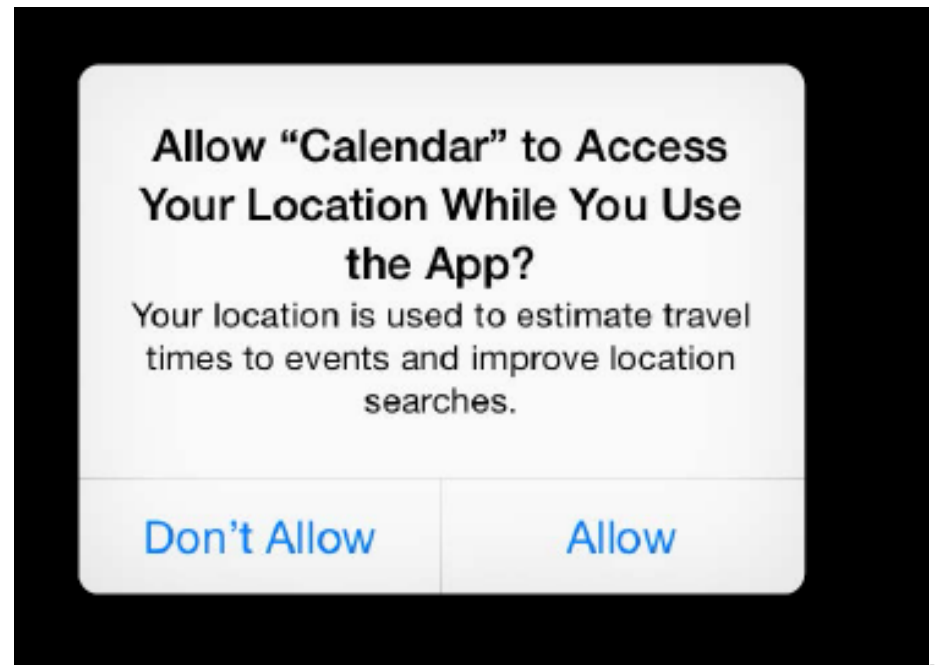 Allow “Calendar” to Access
Your Location While You Use
the App?
Your location is used to estimate travel
times to events and improve location
searches.
Don’t Allow
Allow